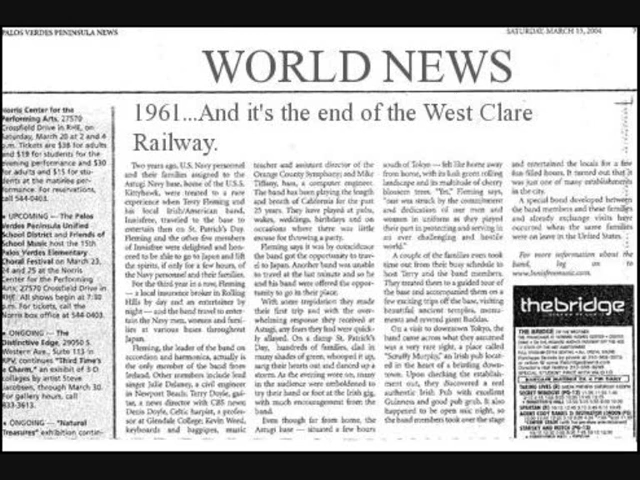 PALOS VERDES PENINSULA NEWS
SATURDAY, MARCH 13, 2004
WORLD NEWS
1961...And it's the end of the West Clare
Railway.
Norris Center for the
Performing Arts, 27570
Crossfield Drive in RHE, on
Saturday, March 20 at 2 and
p.m. Tickets are $38 for adults
and $19 for students for the
evening performance and $30
for adults and $15 for stu-
dents at the matinee per-
formance. For reservations,
call 544-0403.
• UPCOMING — The Palos
Verdes Peninsula Unified
School District and Friends of
School Music host the 15th
Palos Verdes Elementary
Choral Festival on March 23,
24 and 25 at the Norris
Center for the Performing
Arts, 27570 Crossfield Drive in
RHE. All shows begin at 7:30
p.m. For tickets, call the
Norris box office at 544-0403.
• ONGOING — The
Distinctive Edge, 29050 S.
Western Ave., Suite 113 in
RPV, continues "Third Time's
a Charm," an exhibit of 3-D
collages by artist Steve
Jacobsen, through March 30.
For gallery hours, call
833-3613.
• ONGOING — "Natural
Treasures" exhibition contin-
Two years ago, U.S. Navy personnel
and their families assigned to the
Atsugi Navy base, home of the U.S.S.
Kittyhawk, were treated to a rare
experience when Terry Fleming and
his local Irish/American band,
Innisfree, traveled to the base to
entertain them on St. Patrick's Day.
Fleming and the other five members
of Innisfree were delighted and hon-
ored to be able to go to Japan and lift
the spirits, if only for a few hours, of
the Navy personnel and their families.
For the third year in a row, Fleming
— a local insurance broker in Rolling
Hills by day and an entertainer by
night — and the band travel to enter-
tain the Navy men, women and fami-
lies at various bases throughout
Japan.
Fleming, the leader of the band on
accordion and harmonica, actually is
the only member of the band from
Ireland. Other members include lead
singer Julie Delaney, a civil engineer
in Newport Beach; Terry Doyle, gui-
tar, a news director with CBS news;
Denis Doyle, Celtic harpist, a profes-
sor at Glendale College; Kevin Weed,
keyboards and bagpipes, music
teacher and assistant director of the
Orange County Symphony; and Mike
Tiffany, bass, a computer engineer.
The band has been playing the length
and breath of California for the past
25 years. They have played at pubs,
wakes, weddings, birthdays and on
occasions where there was little
excuse for throwing a party.
Fleming says it was by coincidence
the band got the opportunity to trav-
el to Japan. Another band was unable
to travel at the last minute and so he
and his band were offered the oppor-
tunity to go in their place.
With some trepidation they made
their first trip and with the over-
whelming response they received at
Atsugi, any fears they had were quick-
ly allayed. On a damp St. Patrick's
Day, hundreds of families, clad in
many shades of green, whooped it up,
sang their hearts out and danced up a
storm. As the evening wore on, many
in the audience were emboldened to
try their hand or foot at the Irish gig,
with much encouragement from the
band.
Even though far from home, the
Atsugi base — situated a few hours
south of Tokyo — felt like home away
from home, with its lush green rolling
landscape and its multitude of cherry
blossom trees. "Yet," Fleming says,
"one was struck by the commitment
and dedication of our men and
women in uniform as they played
their part in protecting and serving in
an ever challenging and hostile
world."
A couple of the families even took
time out from their busy schedule to
host Terry and the band members.
They treated them to a guided tour of
the base and accompanied them on a
few exciting trips off the base, visiting
beautiful ancient temples, monu-
ments and revered giant Buddhas.
On a visit to downtown Tokyo, the
band came across what they assumed
was a very rare sight, a place called
"Scruffy Murphy," an Irish pub locat-
ed in the heart of a bristling down-
town. Upon checking the establish-
ment out, they discovered a real
authentic Irish Pub with excellent
Guinness and good pub grub. It also
happened to be open mic night, so
the band members took over the stage
and entertained the locals for a few
fun filled hours. It turned out that it
was just one of many establishments
in the city.
A special bond developed between
the band members and these families
and already exchange visits have
occurred when the same families
were on leave in the United States.
For more information about the
band, log on to
www.innisfreemusic.com.
thebridge
THE BRIDGE